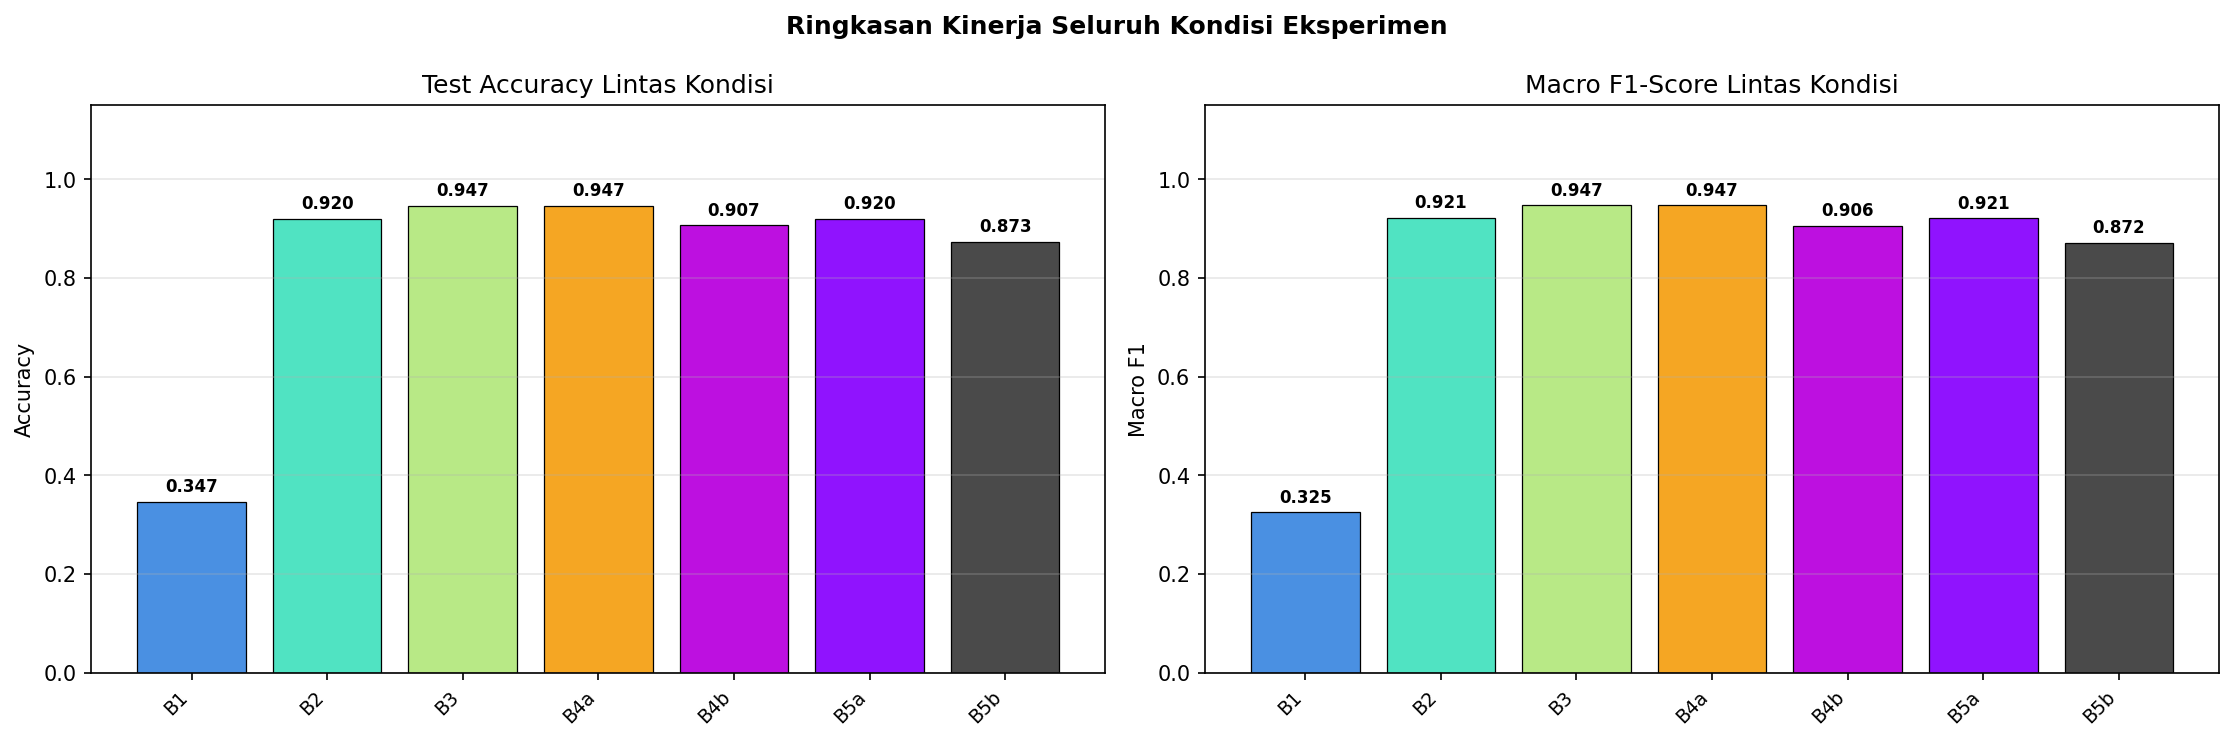 Ringkasan Kinerja Seluruh Kondisi Eksperimen
Test Accuracy Lintas Kondisi
Accuracy
1.0
0.8
0.6
0.4
0.2
0.0
0.347
0.920
0.947
0.947
0.907
0.920
0.873
B1
B2
B3
B4a
B4b
B5a
B5b
Macro F1-Score Lintas Kondisi
Macro F1
1.0
0.8
0.6
0.4
0.2
0.0
0.325
0.921
0.947
0.947
0.906
0.921
0.872
B1
B2
B3
B4a
B4b
B5a
B5b